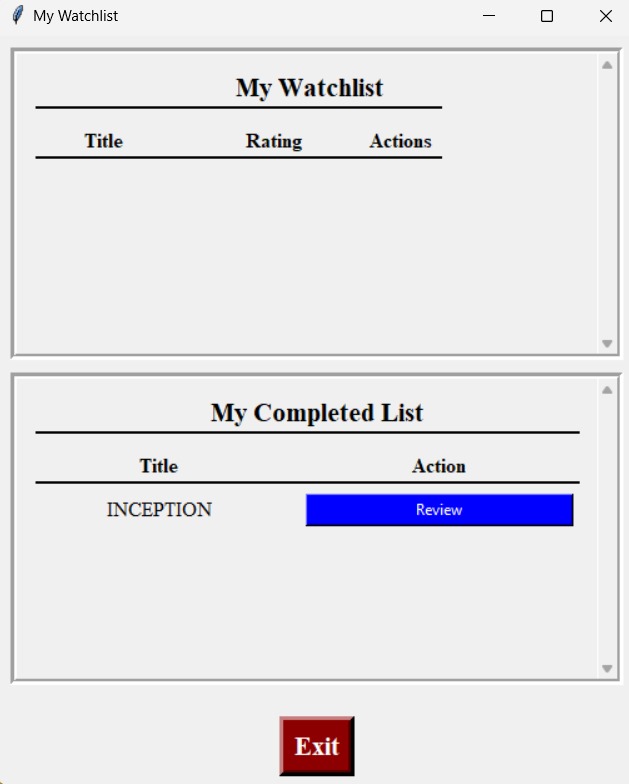 My Watchlist
My Watchlist
Title Rating Actions
My Completed List
Title Action
INCEPTION Review
Exit